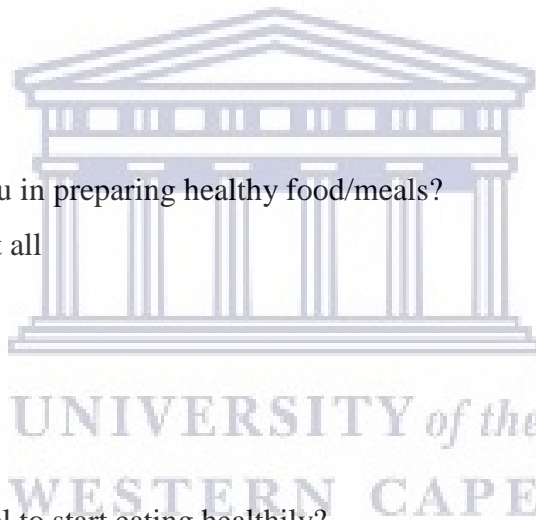 u in preparing healthy food/meals?
t all
UNIVERSITY of the
WESTERN CAPE
l to start eating healthily?